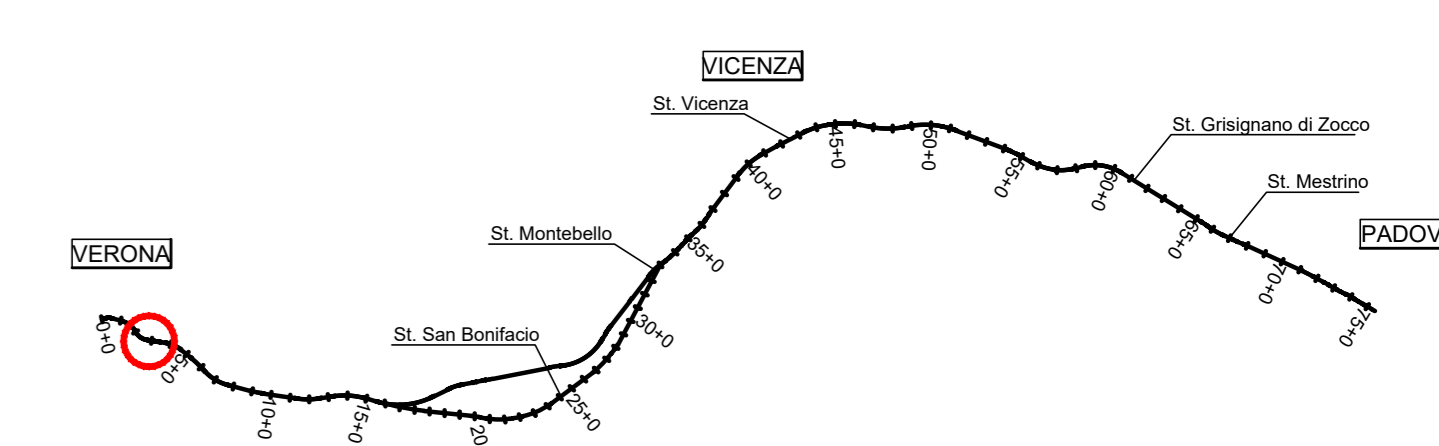 VICENZA
St. Vicenza
St. Grisignano di Zocco
St. Mestrino
PADOV
VERONA
St. Montebello
St. San Bonifacio
0+0
5+0
10+0
15+0
20
25+0
30+0
35+0
40+0
45+0
50+0
55+0
60+0
65+0
70+0
75+0